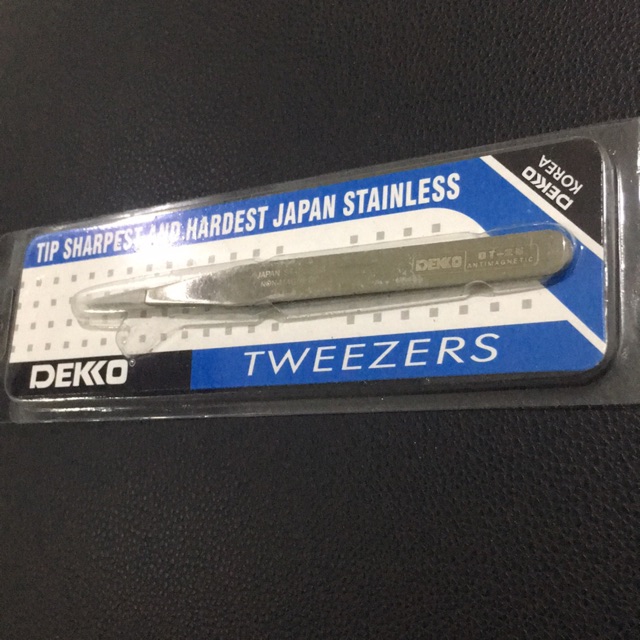 TIP SHARPEST AND HARDEST JAPAN STAINLESS
DEKKO
KOREA
DEKKO
ANTIMAGNETIC
DEKKO
TWEEZERS